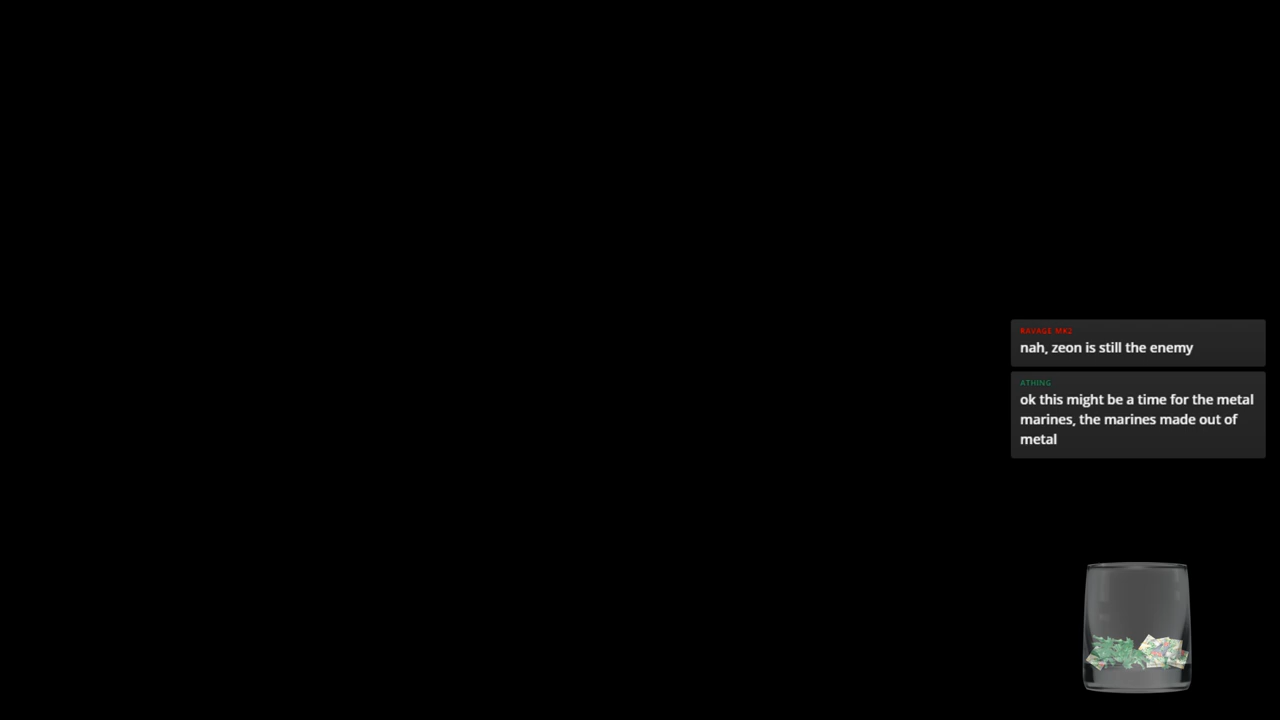 RAVAGE MK2
nah, zeon is still the enemy
ATHING
ok this might be a time for the metal
marines, the marines made out of
metal